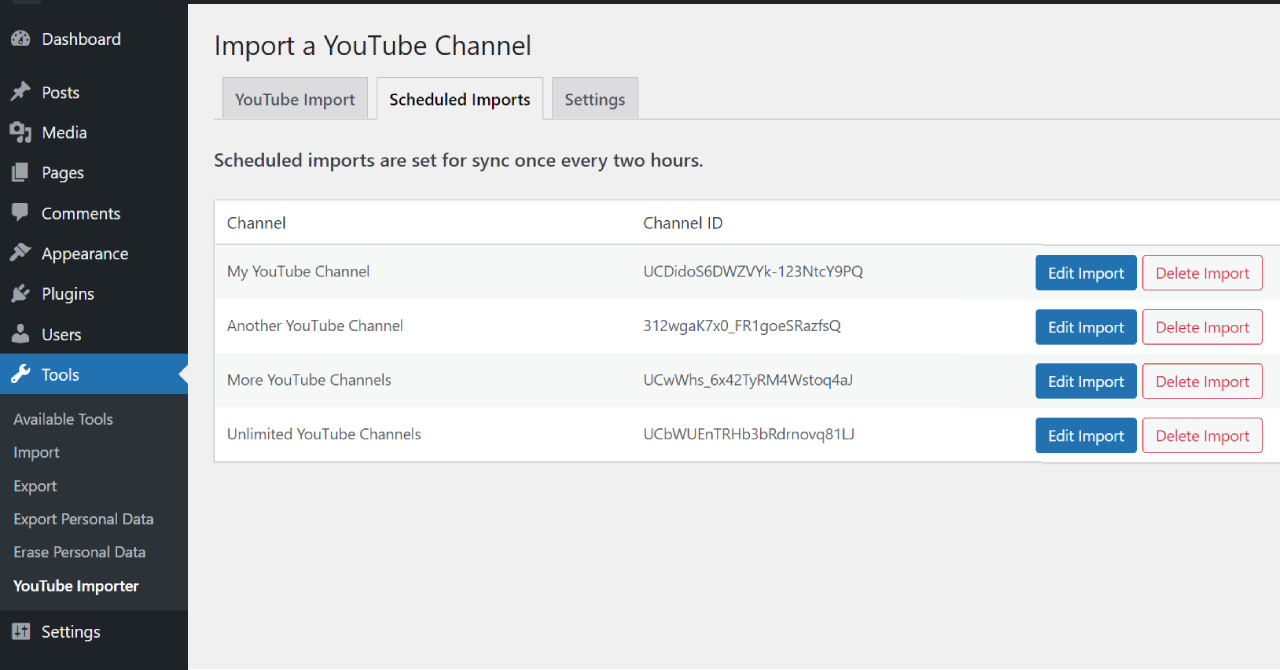 Dashboard
Posts
Media
Pages
Comments
Appearance
Plugins
Users
Tools
Available Tools
Import
Export
Export Personal Data
Erase Personal Data
YouTube Importer
Settings
Import a YouTube Channel
YouTube Import Scheduled Imports Settings
Scheduled imports are set for sync once every two hours.
Channel Channel ID
My YouTube Channel UCDidoS6DWZVYk-123NtcY9PQ Edit Import Delete Import
Another YouTube Channel 312wgaK7x0_FR1goeSRazfsQ Edit Import Delete Import
More YouTube Channels UCwWhs_6x42TyRM4Wstoq4aJ Edit Import Delete Import
Unlimited YouTube Channels UCbWUEnTRHb3bRdrnovq81LJ Edit Import Delete Import